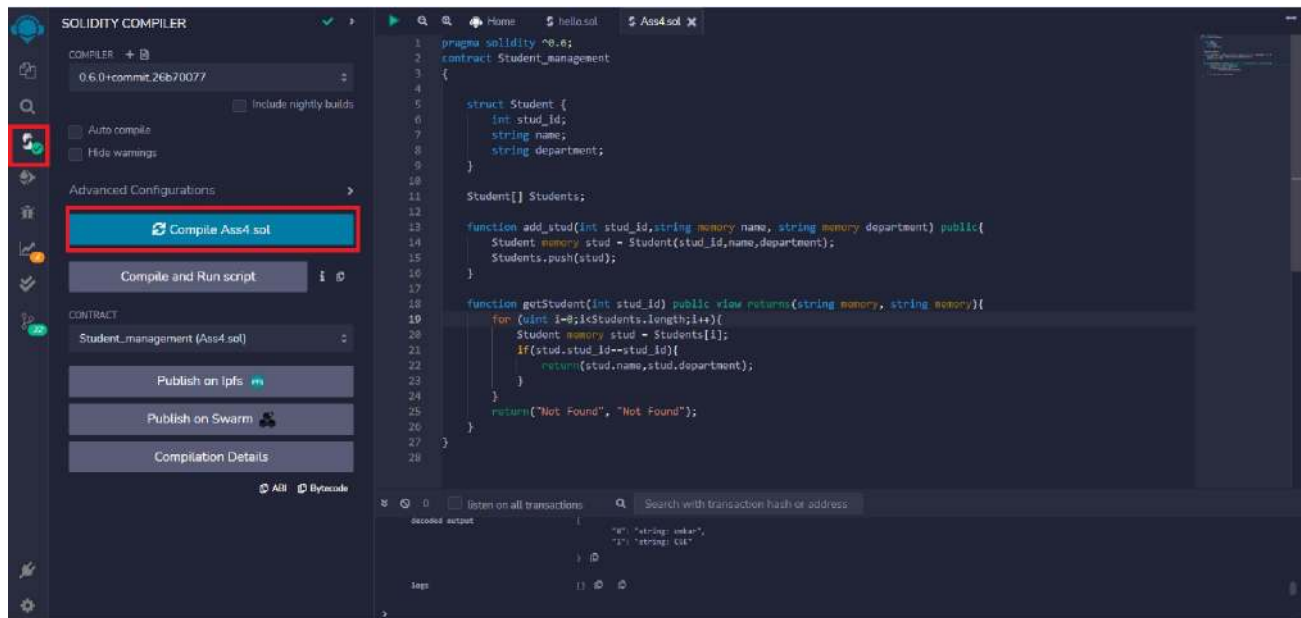 SOLIDITY COMPILER
COMPILER
0.6.0+commit.26b70077
Include nightly builds
Auto compile
Hide warnings
Advanced Configurations
Compile Ass4.sol
Compile and Run script
CONTRACT
Student_management (Ass4.sol)
Publish on Ipfs
Publish on Swarm
Compilation Details
ABI Bytecode
Home hello.sol Ass4.sol
1 pragma solidity ^0.6;
2 contract Student_management
3 {
4
5 struct Student {
6 int stud_id;
7 string name;
8 string department;
9 }
10
11 Student[] Students;
12
13 function add_stud(int stud_id,string memory name, string memory department) public{
14 Student memory stud = Student(stud_id,name,department);
15 Students.push(stud);
16 }
17
18 function getStudent(int stud_id) public view returns(string memory, string memory){
19 for (uint i=0;i<Students.length;i++){
20 Student memory stud = Students[i];
21 if(stud.stud_id==stud_id){
22 return(stud.name,stud.department);
23 }
24 }
25 return("Not Found", "Not Found");
26 }
27 }
28
0 listen on all transactions Search with transaction hash or address
decoded output {
"0": "string: omkar",
"1": "string: CSE"
}
logs []
>